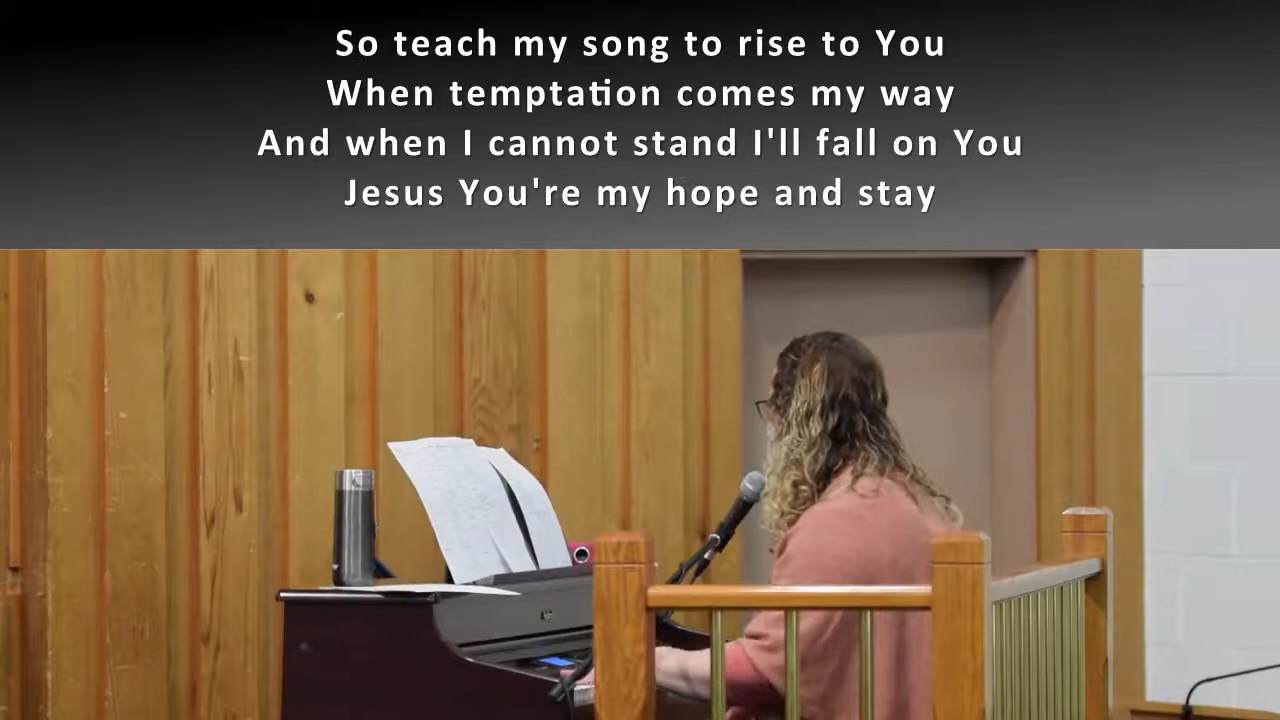 So teach my song to rise to You
When temptation comes my way
And when I cannot stand I'll fall on You
Jesus You're my hope and stay